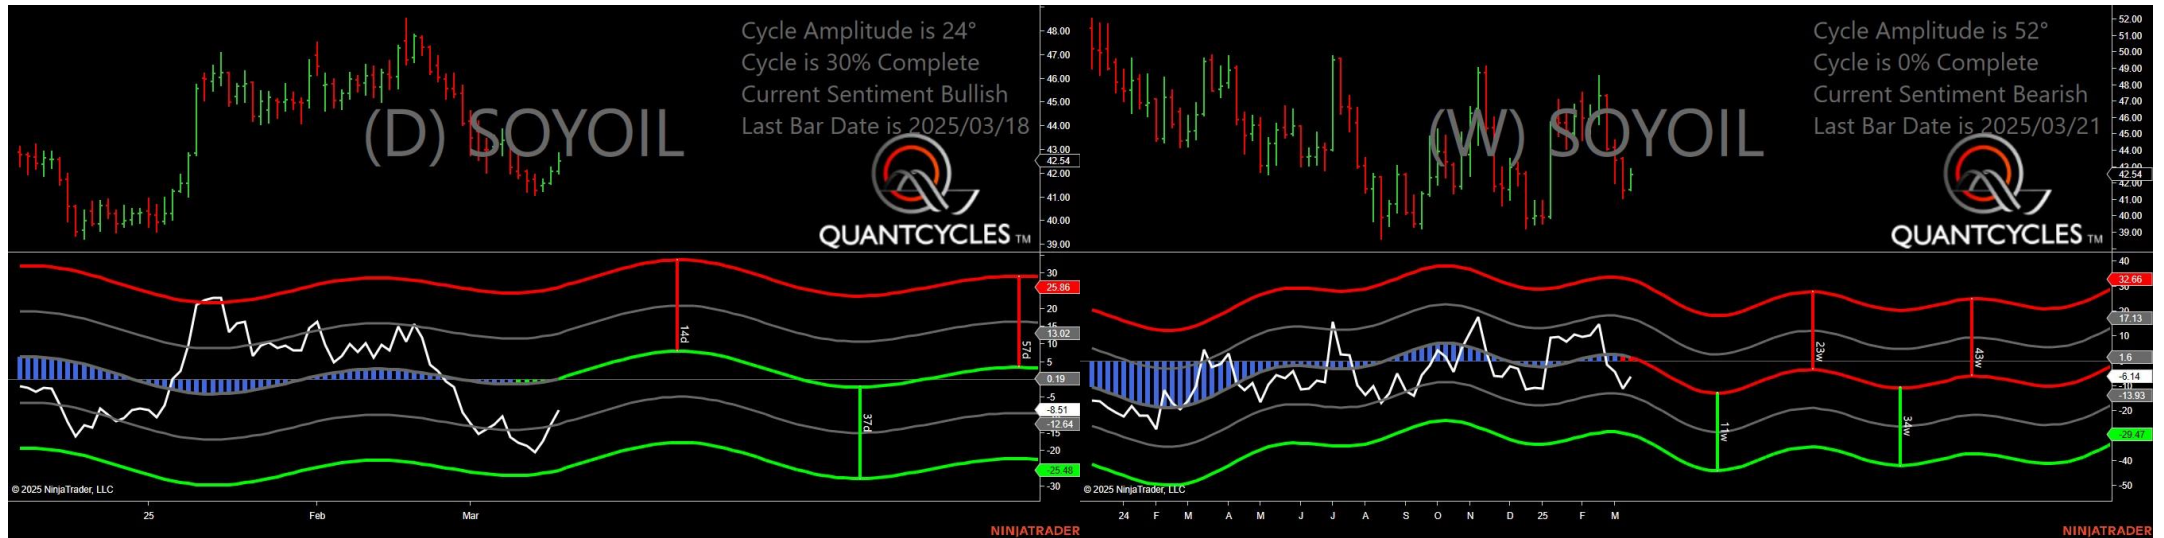 Cycle Amplitude is 24°
Cycle is 30% Complete
Current Sentiment Bullish
Last Bar Date is 2025/03/18
(D) SOYOIL
QUANTCYCLES TM
48.00
47.00
46.00
45.00
44.00
43.00
42.54
42.00
41.00
40.00
39.00
30
25.86
20
13.02
10
5
0.19
-5
-8.51
-12.64
-15
-20
-25.48
-30
14d
37d
57d
© 2025 NinjaTrader, LLC
25
Feb
Mar
NINJATRADER
Cycle Amplitude is 52°
Cycle is 0% Complete
Current Sentiment Bearish
Last Bar Date is 2025/03/21
(W) SOYOIL
QUANTCYCLES TM
52.00
51.00
50.00
49.00
48.00
47.00
46.00
45.00
44.00
43.00
42.54
42.00
41.00
40.00
39.00
40
32.66
30
20
17.13
10
1.6
-6.14
-10
-13.93
-20
-29.47
-40
-50
11w
23w
34w
43w
© 2025 NinjaTrader, LLC
24
F
M
A
M
J
J
A
S
O
N
D
25
F
M
NINJATRADER